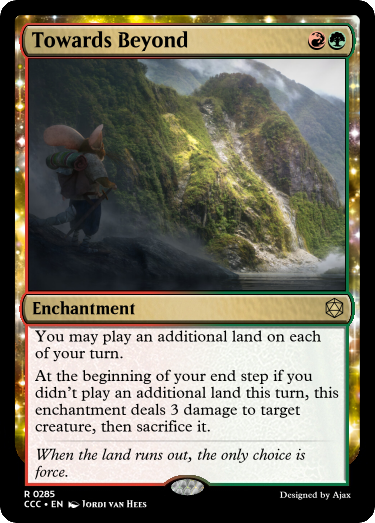 Towards Beyond
Enchantment
You may play an additional land on each
of your turn.
At the beginning of your end step if you
didn't play an additional land this turn, this
enchantment deals 3 damage to target
creature, then sacrifice it.
When the land runs out, the only choice is
force.
R 0285
Designed by Ajax
CCC • EN Jordi van Hees